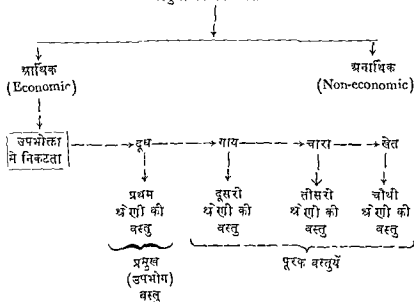 आर्थिक
(Economic)
अनार्थिक
(Non-economic)
उपभोक्ता
में निकटता
दूध
गाय
चारा
खेत
प्रथम
श्रेणी की
वस्तु
दूसरी
श्रेणी की
वस्तु
तीसरी
श्रेणी की
वस्तु
चौथी
श्रेणी की
वस्तु
प्रमुख
(उपभोग)
वस्तु
पूरक वस्तुयें